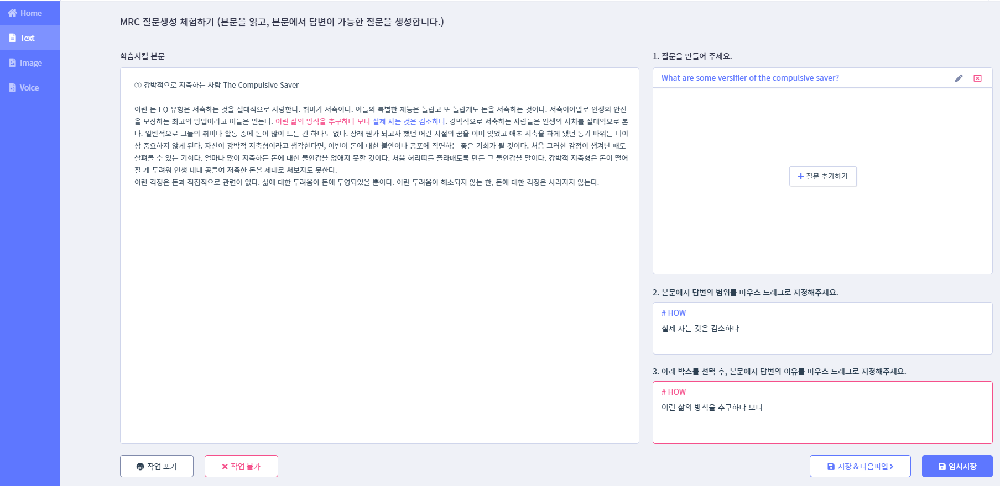 Home
Text
Image
Voice
MRC 질문생성 체험하기 (본문을 읽고, 본문에서 답변이 가능한 질문을 생성합니다.)
학습시킬 본문
① 강박적으로 저축하는 사람 The Compulsive Saver
이런 돈 EQ 유형은 저축하는 것을 절대적으로 사랑한다. 취미가 저축이다. 이들의 특별한 재능은 놀랍고 또 놀랍게도 돈을 저축하는 것이다. 저축이야말로 인생의 안전
을 보장하는 최고의 방법이라고 이들은 믿는다. 이런 삶의 방식을 추구하다 보니 실제 사는 것은 검소하다. 강박적으로 저축하는 사람들은 인생의 사치를 절대악으로 본
다. 일반적으로 그들의 취미나 활동 중에 돈이 많이 드는 건 하나도 없다. 장래 뭔가 되고자 했던 어린 시절의 꿈을 이미 잊었고 애초 저축을 하게 됐던 동기 따위는 더이
상 중요하지 않게 된다. 자신이 강박적 저축형이라고 생각한다면, 이번이 돈에 대한 불안이나 공포에 직면하는 좋은 기회가 될 것이다. 처음 그러한 감정이 생겨난 때도
살펴볼 수 있는 기회다. 얼마나 많이 저축하든 돈에 대한 불안감을 없애지 못할 것이다. 처음 허리띠를 졸라매도록 만든 그 불안감을 말이다. 강박적 저축형은 돈이 떨어
질 게 두려워 인생 내내 공들여 저축한 돈을 제대로 써보지도 못한다.
이런 걱정은 돈과 직접적으로 관련이 없다. 삶에 대한 두려움이 돈에 투영되었을 뿐이다. 이런 두려움이 해소되지 않는 한, 돈에 대한 걱정은 사라지지 않는다.
1. 질문을 만들어 주세요.
What are some versifier of the compulsive saver?
질문 추가하기
2. 본문에서 답변의 범위를 마우스 드래그로 지정해주세요.
# HOW
실제 사는 것은 검소하다
3. 아래 박스를 선택 후, 본문에서 답변의 이유를 마우스 드래그로 지정해주세요.
# HOW
이런 삶의 방식을 추구하다 보니
작업 포기
작업 불가
저장 & 다음파일
임시저장